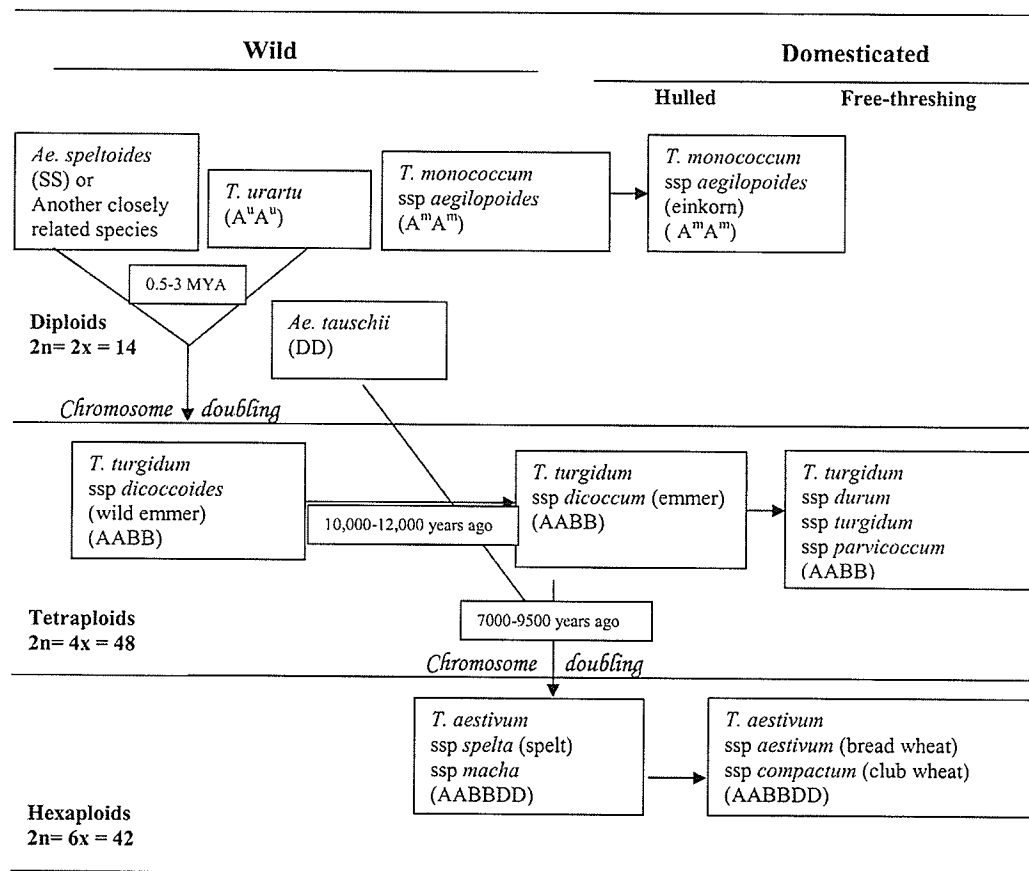 Wild
Domesticated
Hulled
Free-threshing
Ae. speltoides
(SS) or
Another closely
related species
T. urartu
(AᵘAᵘ)
T. monococcum
ssp aegilopoides
(AᵐAᵐ)
T. monococcum
ssp aegilopoides
(einkorn)
( AᵐAᵐ)
0.5-3 MYA
Diploids
2n= 2x = 14
Ae. tauschii
(DD)
Chromosome doubling
T. turgidum
ssp dicoccoides
(wild emmer)
(AABB)
10,000-12,000 years ago
T. turgidum
ssp dicoccum (emmer)
(AABB)
T. turgidum
ssp durum
ssp turgidum
ssp parvicoccum
(AABB)
Tetraploids
2n= 4x = 48
7000-9500 years ago
Chromosome doubling
T. aestivum
ssp spelta (spelt)
ssp macha
(AABBDD)
T. aestivum
ssp aestivum (bread wheat)
ssp compactum (club wheat)
(AABBDD)
Hexaploids
2n= 6x = 42